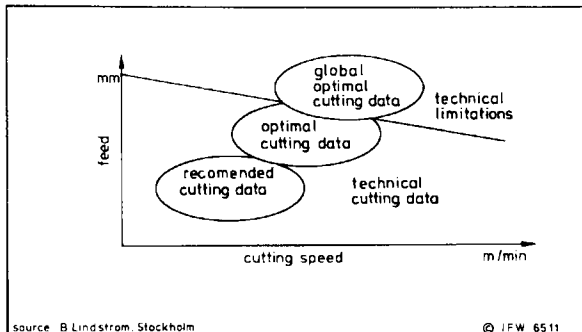 global
optimal
cutting data
technical
limitations
mm
optimal
cutting data
feed
recomended
cutting data
technical
cutting data
cutting speed
m/min
source B Lindstrom, Stockholm
© IFW 6511